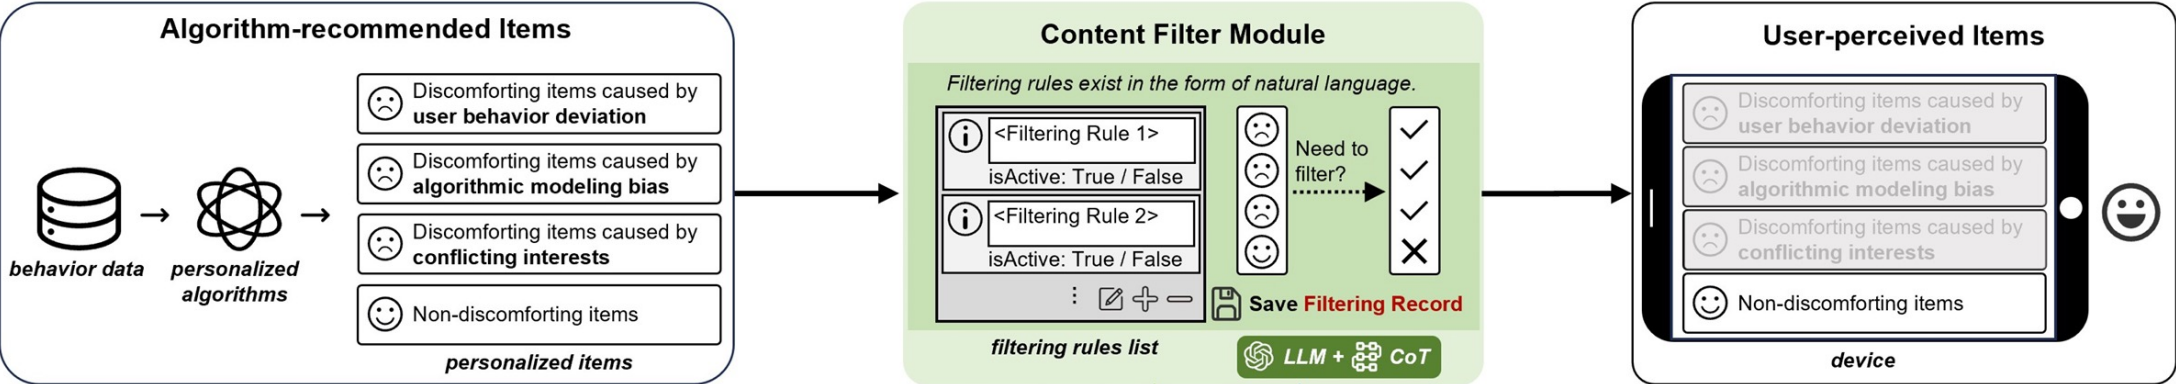 Algorithm-recommended Items
Discomforting items caused by
user behavior deviation
Discomforting items caused by
algorithmic modeling bias
Discomforting items caused by
conflicting interests
Non-discomforting items
behavior data
personalized
algorithms
personalized items
Content Filter Module
Filtering rules exist in the form of natural language.
<Filtering Rule 1>
isActive: True / False
<Filtering Rule 2>
isActive: True / False
Need to
filter?
Save Filtering Record
filtering rules list
LLM + CoT
User-perceived Items
Discomforting items caused by
user behavior deviation
Discomforting items caused by
algorithmic modeling bias
Discomforting items caused by
conflicting interests
Non-discomforting items
device